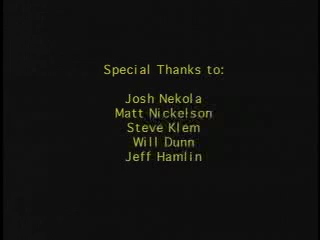 Special Thanks to:
Josh Nekola
Matt Nickelson
Steve Klem
Will Dunn
Jeff Hamlin